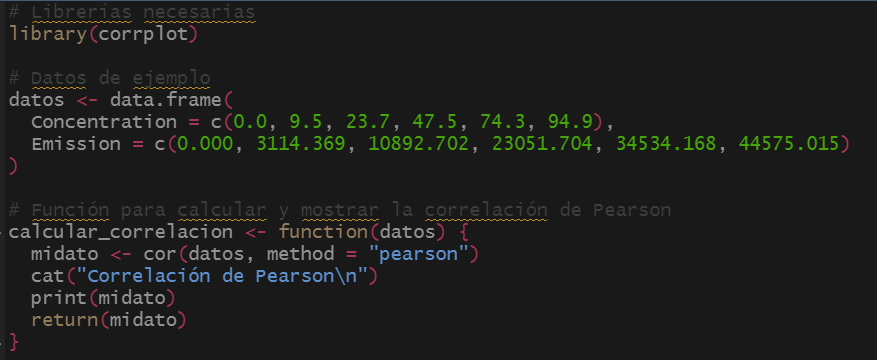 # Librerías necesarias
library(corrplot)
# Datos de ejemplo
datos <- data.frame(
  Concentration = c(0.0, 9.5, 23.7, 47.5, 74.3, 94.9),
  Emission = c(0.000, 3114.369, 10892.702, 23051.704, 34534.168, 44575.015)
)
# Función para calcular y mostrar la correlación de Pearson
calcular_correlacion <- function(datos) {
  midato <- cor(datos, method = "pearson")
  cat("Correlación de Pearson\n")
  print(midato)
  return(midato)
}